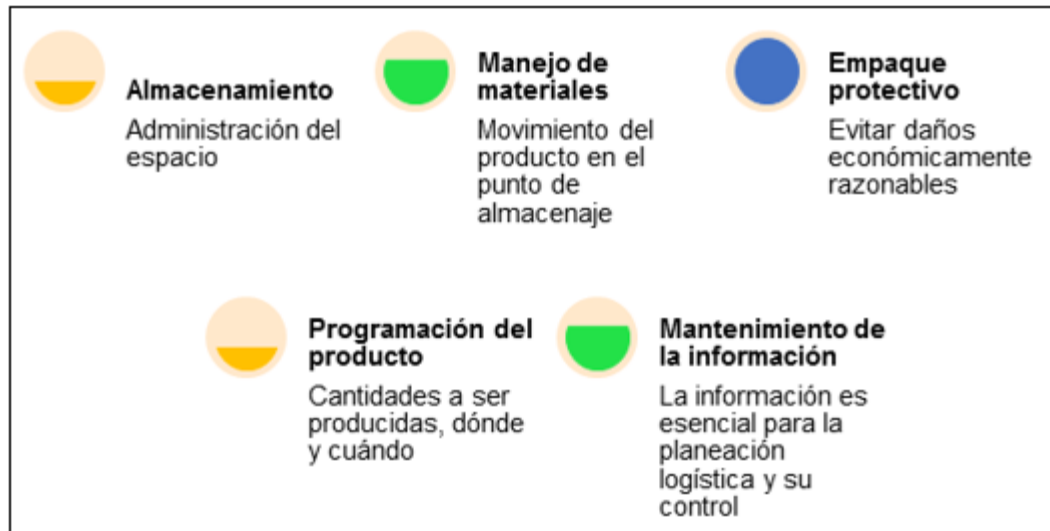 Almacenamiento
Administración del
espacio
Manejo de
materiales
Movimiento del
producto en el
punto de
almacenaje
Empaque
protectivo
Evitar daños
económicamente
razonables
Programación del
producto
Cantidades a ser
producidas, dónde
y cuándo
Mantenimiento de
la información
La información es
esencial para la
planeación
logística y su
control